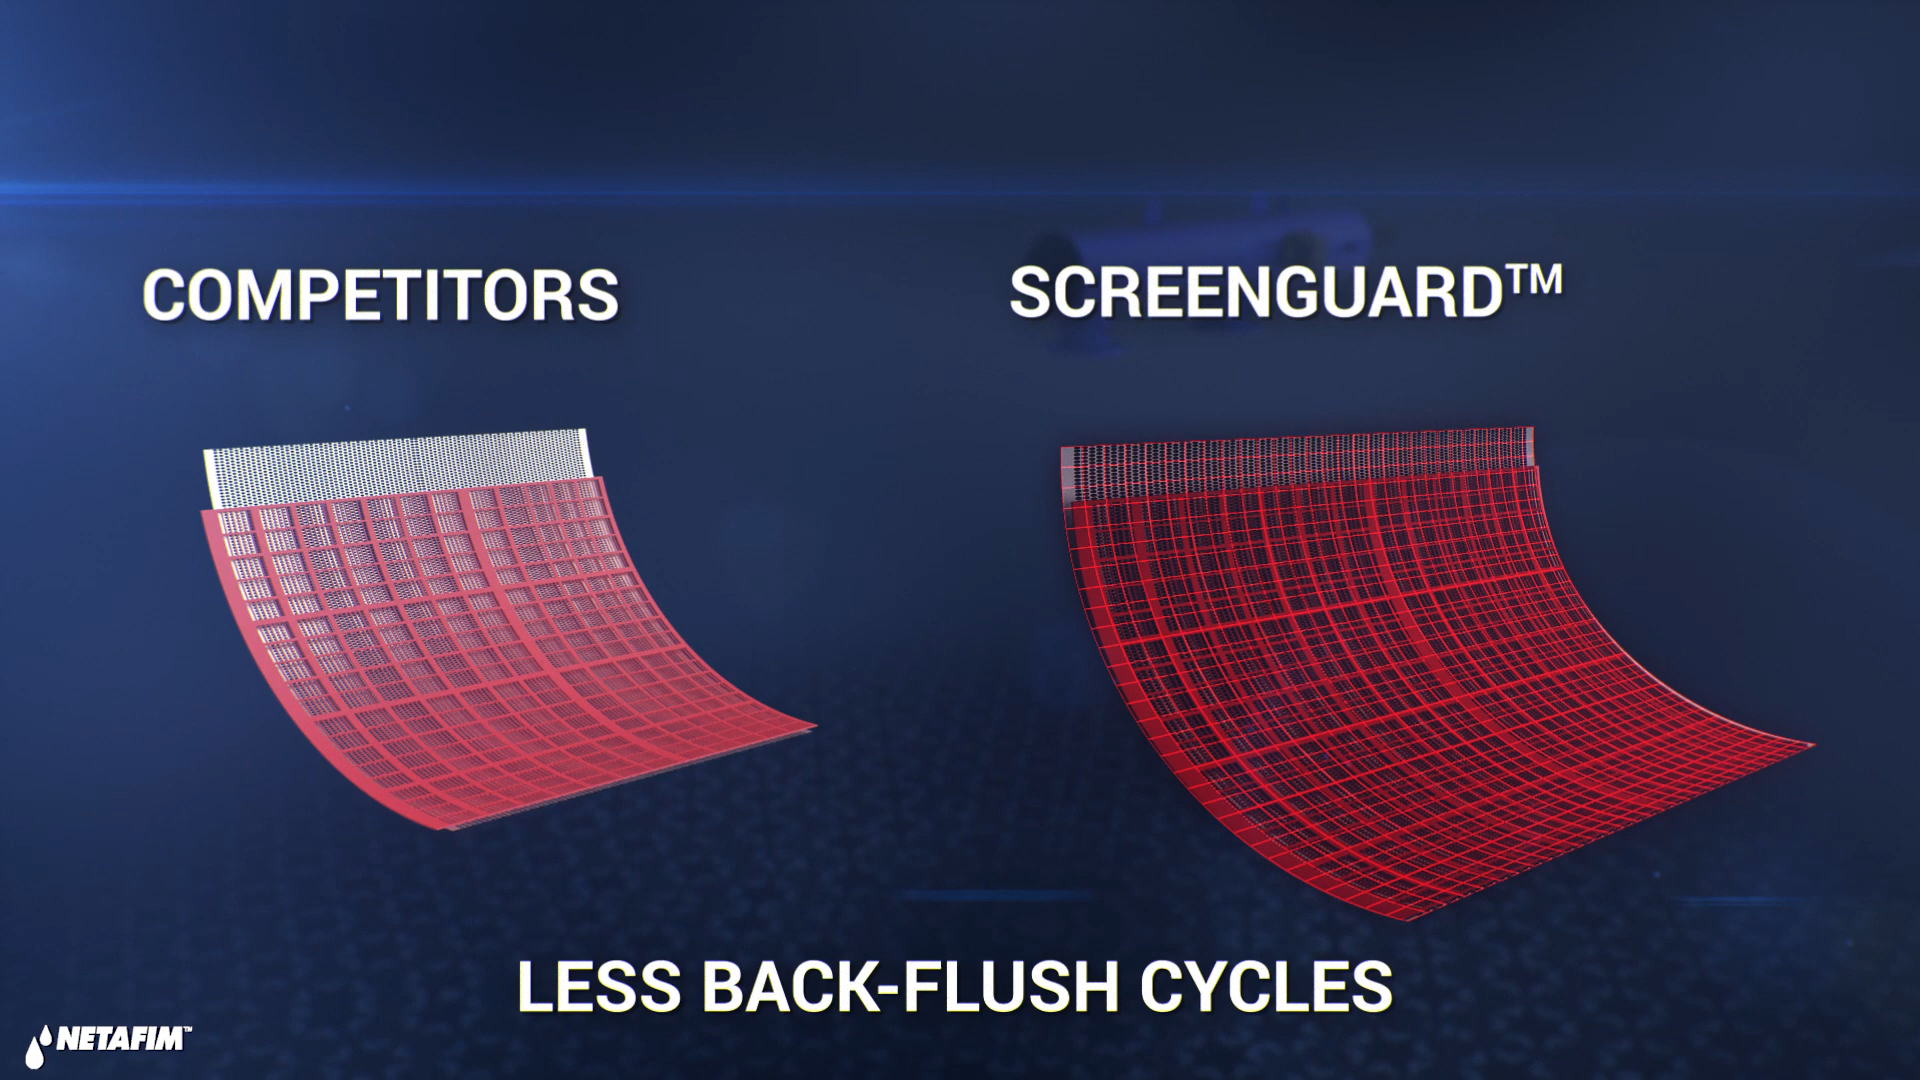 COMPETITORS
SCREENGUARD™
LESS BACK-FLUSH CYCLES
NETAFIM™